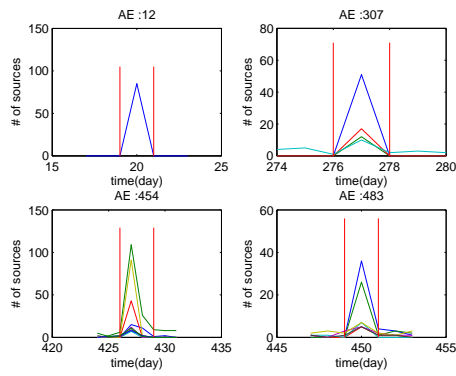 AE :12
# of sources
150
100
50
0
15
20
25
time(day)
AE :307
# of sources
80
60
40
20
0
274
276
278
280
time(day)
AE :454
# of sources
150
100
50
0
420
425
430
435
time(day)
AE :483
# of sources
60
40
20
0
445
450
455
time(day)